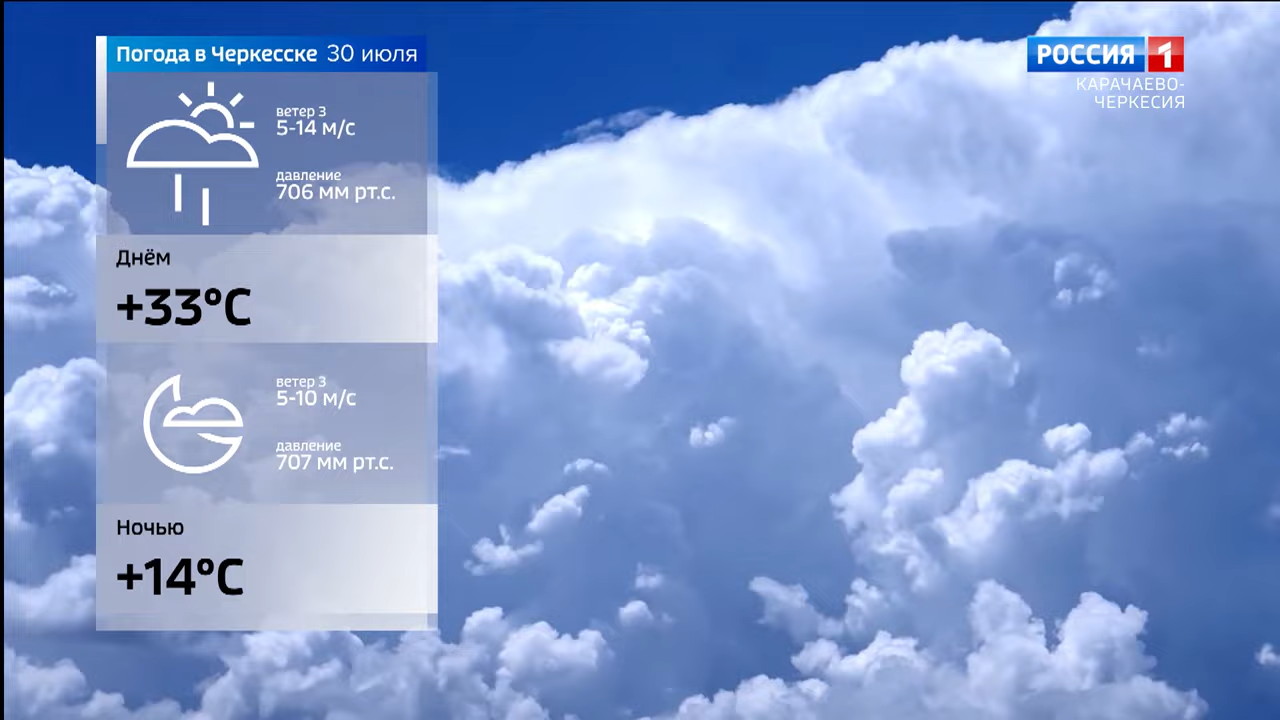 Погода в Черкесске 30 июля
ветер З
5-14 м/с
давление
706 мм рт.с.
Днём
+33°C
ветер З
5-10 м/с
давление
707 мм рт.с.
Ночью
+14°C
РОССИЯ 1
КАРАЧАЕВО-
ЧЕРКЕСИЯ